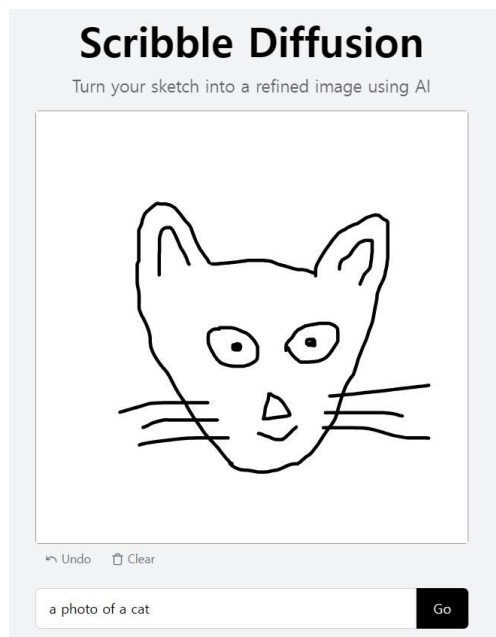 Scribble Diffusion
Turn your sketch into a refined image using AI
Undo Clear
a photo of a cat Go